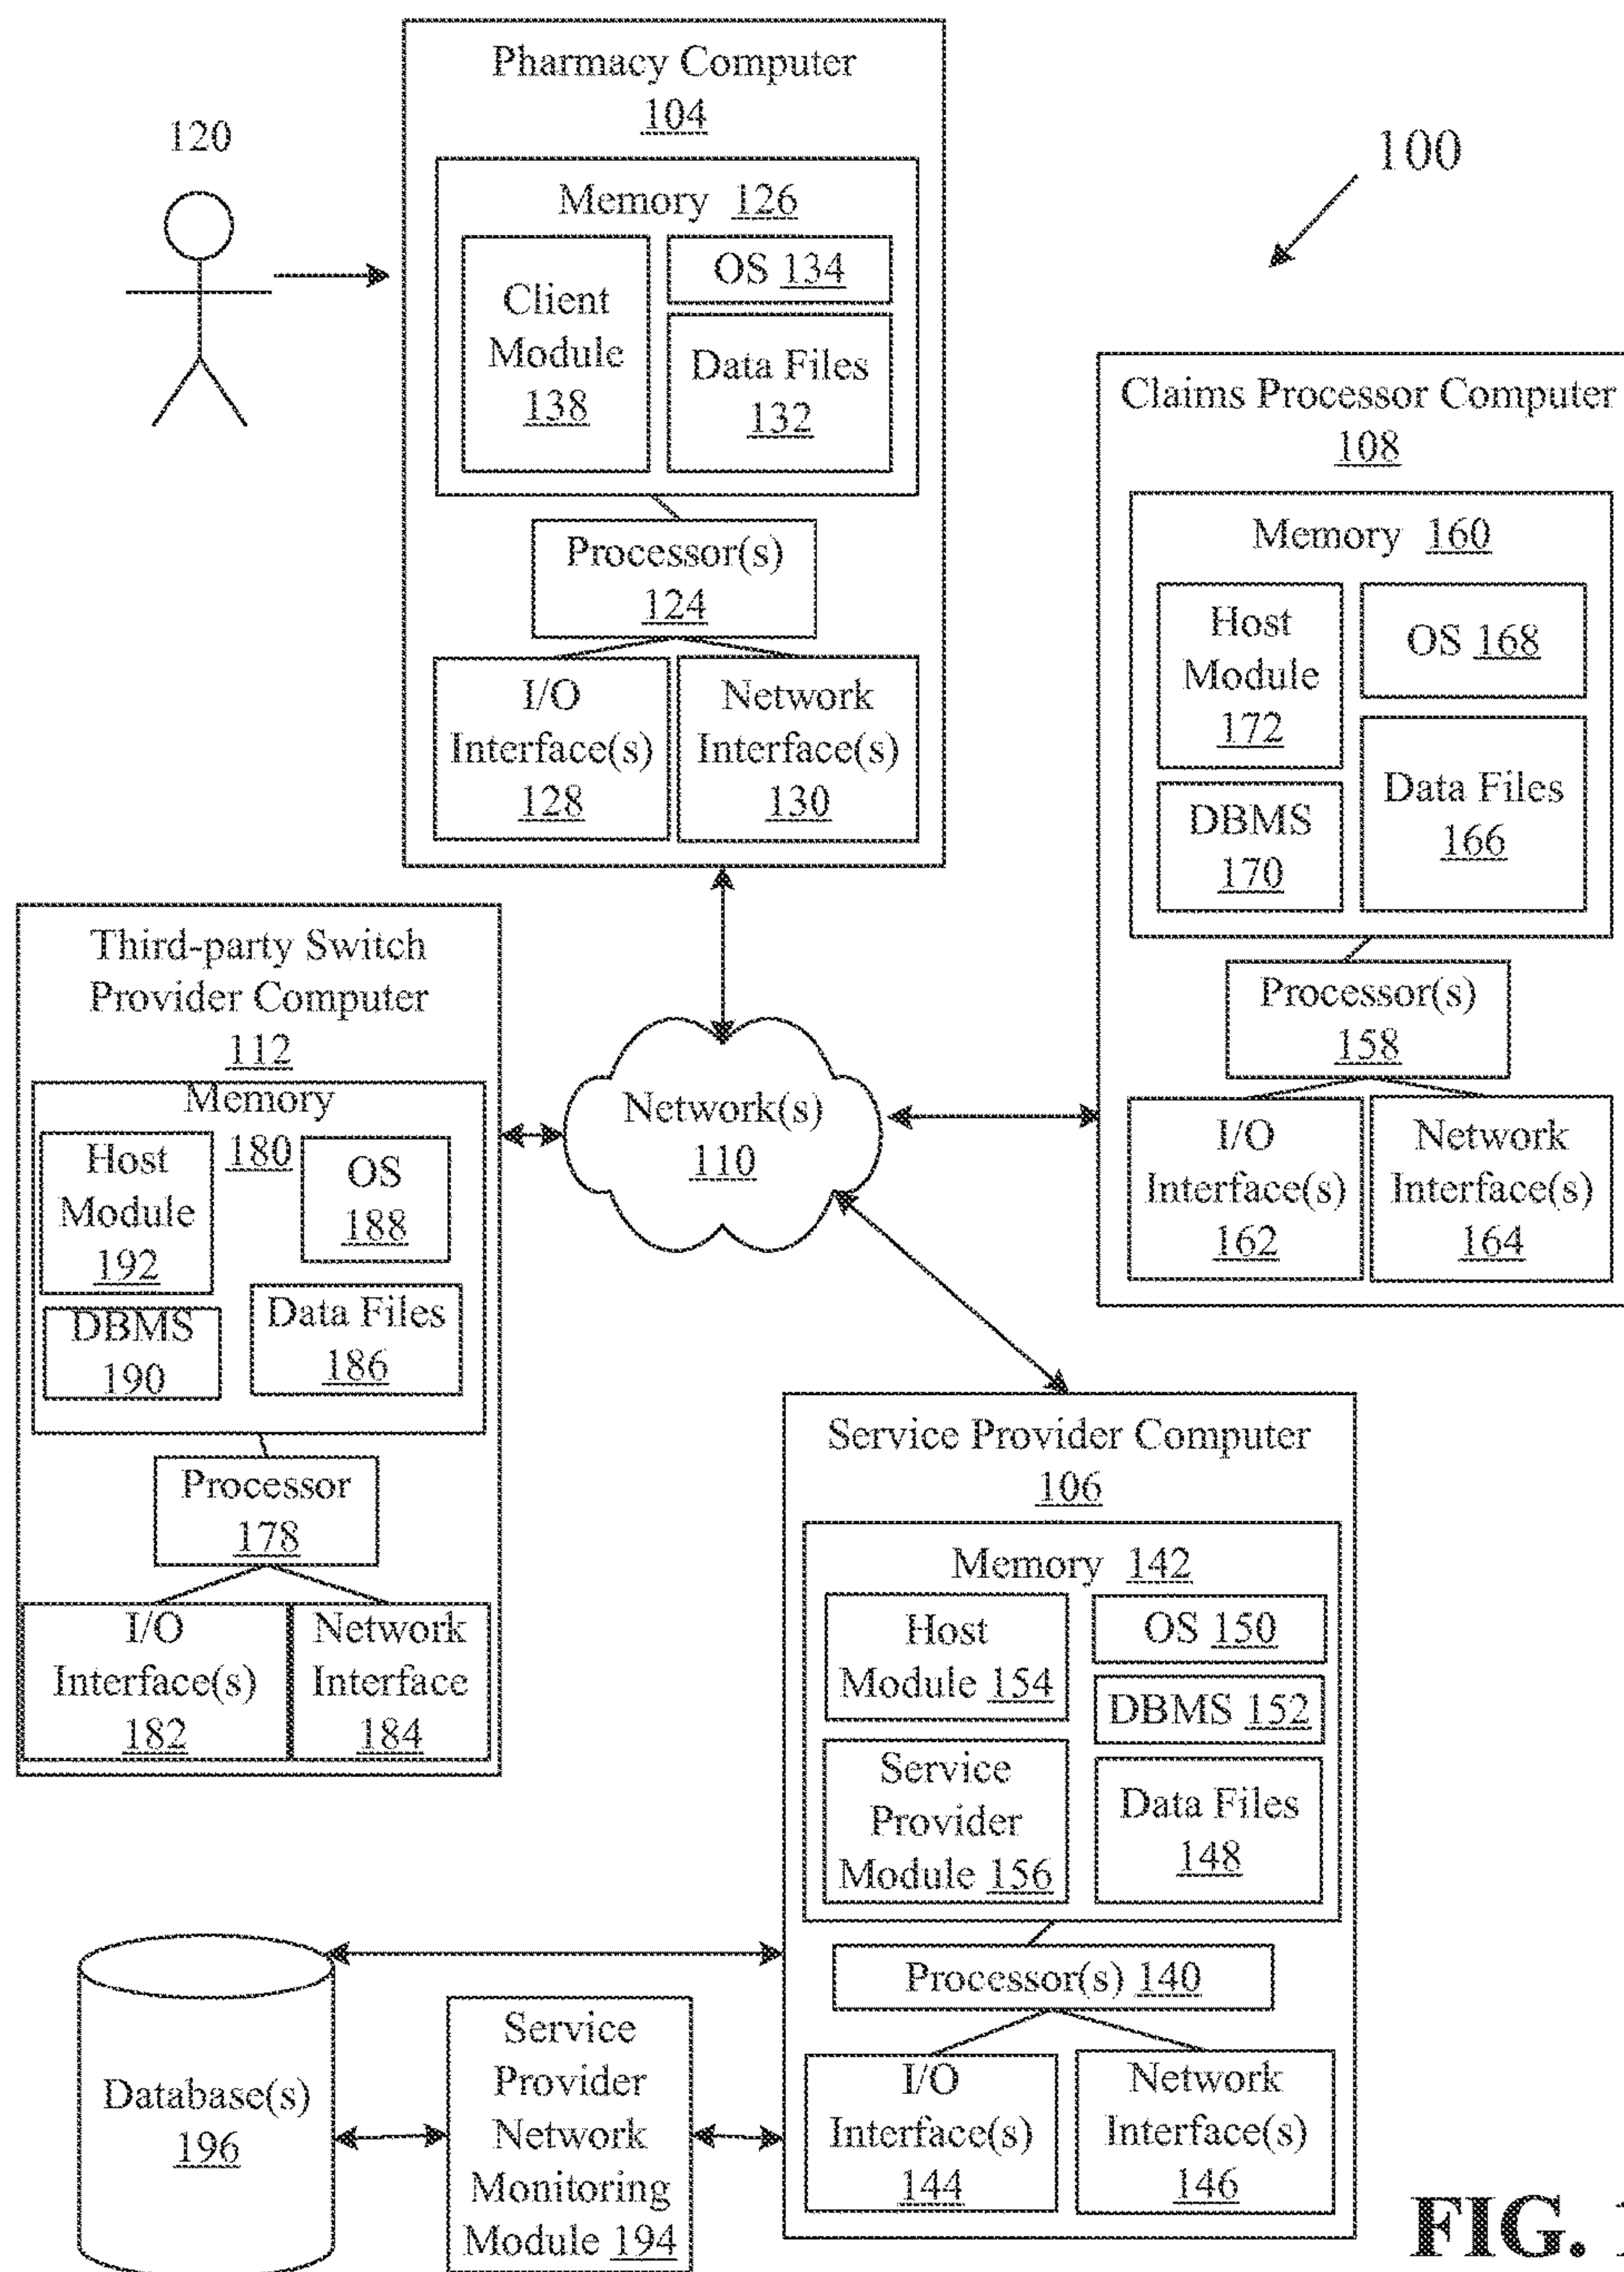 Pharmacy Computer
104
120
100
Memory 126
Client
Module
138
OS 134
Data Files
132
Processor(s)
124
I/O
Interface(s)
128
Network
Interface(s)
130
Claims Processor Computer
108
Memory 160
Host
Module
172
OS 168
DBMS
170
Data Files
166
Processor(s)
158
I/O
Interface(s)
162
Network
Interface(s)
164
Third-party Switch
Provider Computer
112
Memory
180
Host
Module
192
OS
188
DBMS
190
Data Files
186
Processor
178
I/O
Interface(s)
182
Network
Interface
184
Network(s)
110
Service Provider Computer
106
Memory 142
Host
Module 154
OS 150
DBMS 152
Service
Provider
Module 156
Data Files
148
Processor(s) 140
I/O
Interface(s)
144
Network
Interface(s)
146
Database(s)
196
Service
Provider
Network
Monitoring
Module 194
FIG.